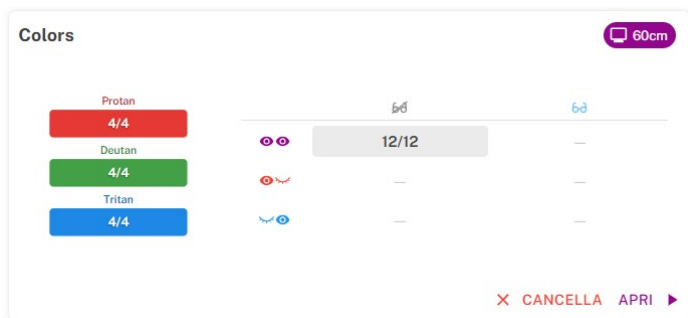 Colors
60cm
Protan
4/4
Deutan
4/4
Tritan
4/4
12/12
—
—
—
—
—
CANCELLA
APRI